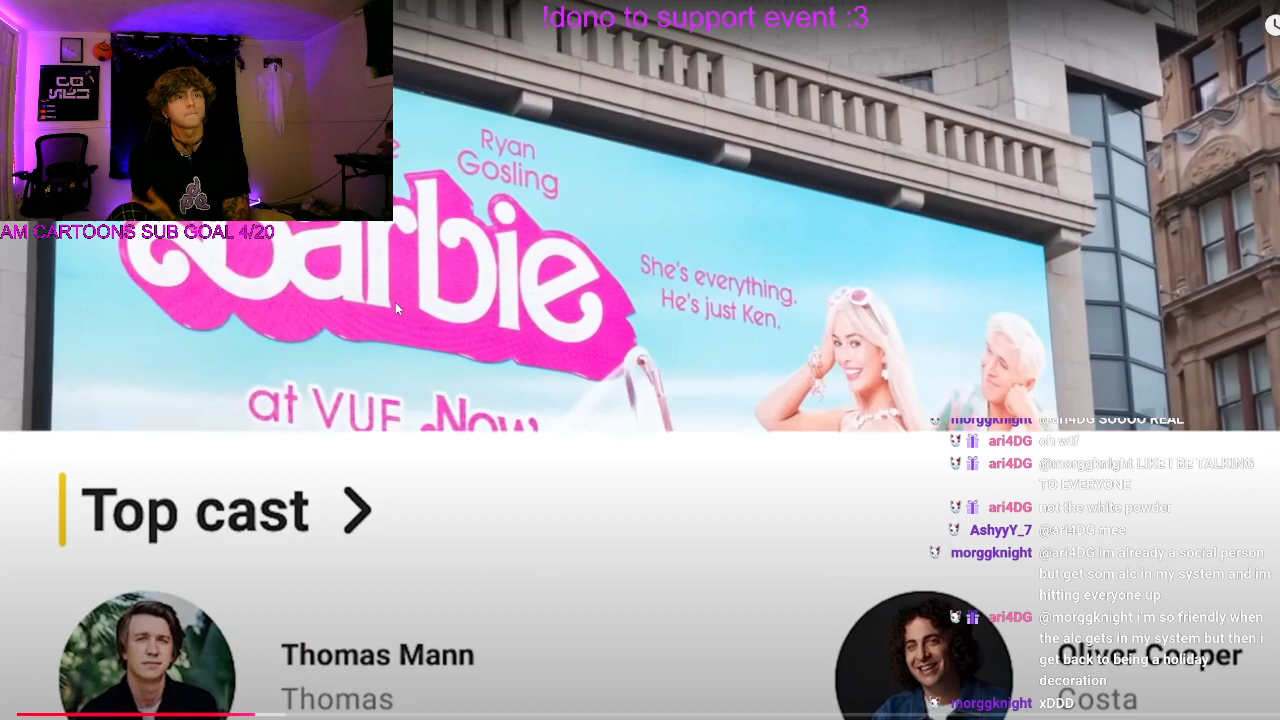 !dono to support event :3
Ryan
Gosling
Barbie
She's everything.
He's just Ken.
at VUE Now
AM CARTOONS SUB GOAL 4/20
Top cast
Thomas Mann
Thomas
Oliver Cooper
Costa
morggknight @ari4DG SOOOO REAL
ari4DG oh wtf
ari4DG @morggknight LIKE I BE TALKING
TO EVERYONE
ari4DG not the white powder
AshyyY_7 @ari4DG mee
morggknight @ari4DG im already a social person
but get som alc in my system and im
hitting everyone up
ari4DG @morggknight i'm so friendly when
the alc gets in my system but then i
get back to being a holiday
decoration
morggknight xDDD